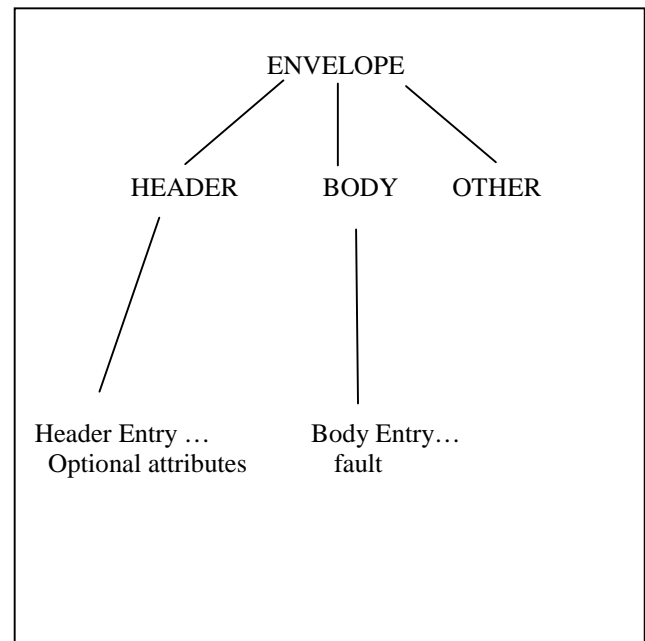 ENVELOPE
HEADER BODY OTHER
Header Entry … Body Entry…
Optional attributes fault